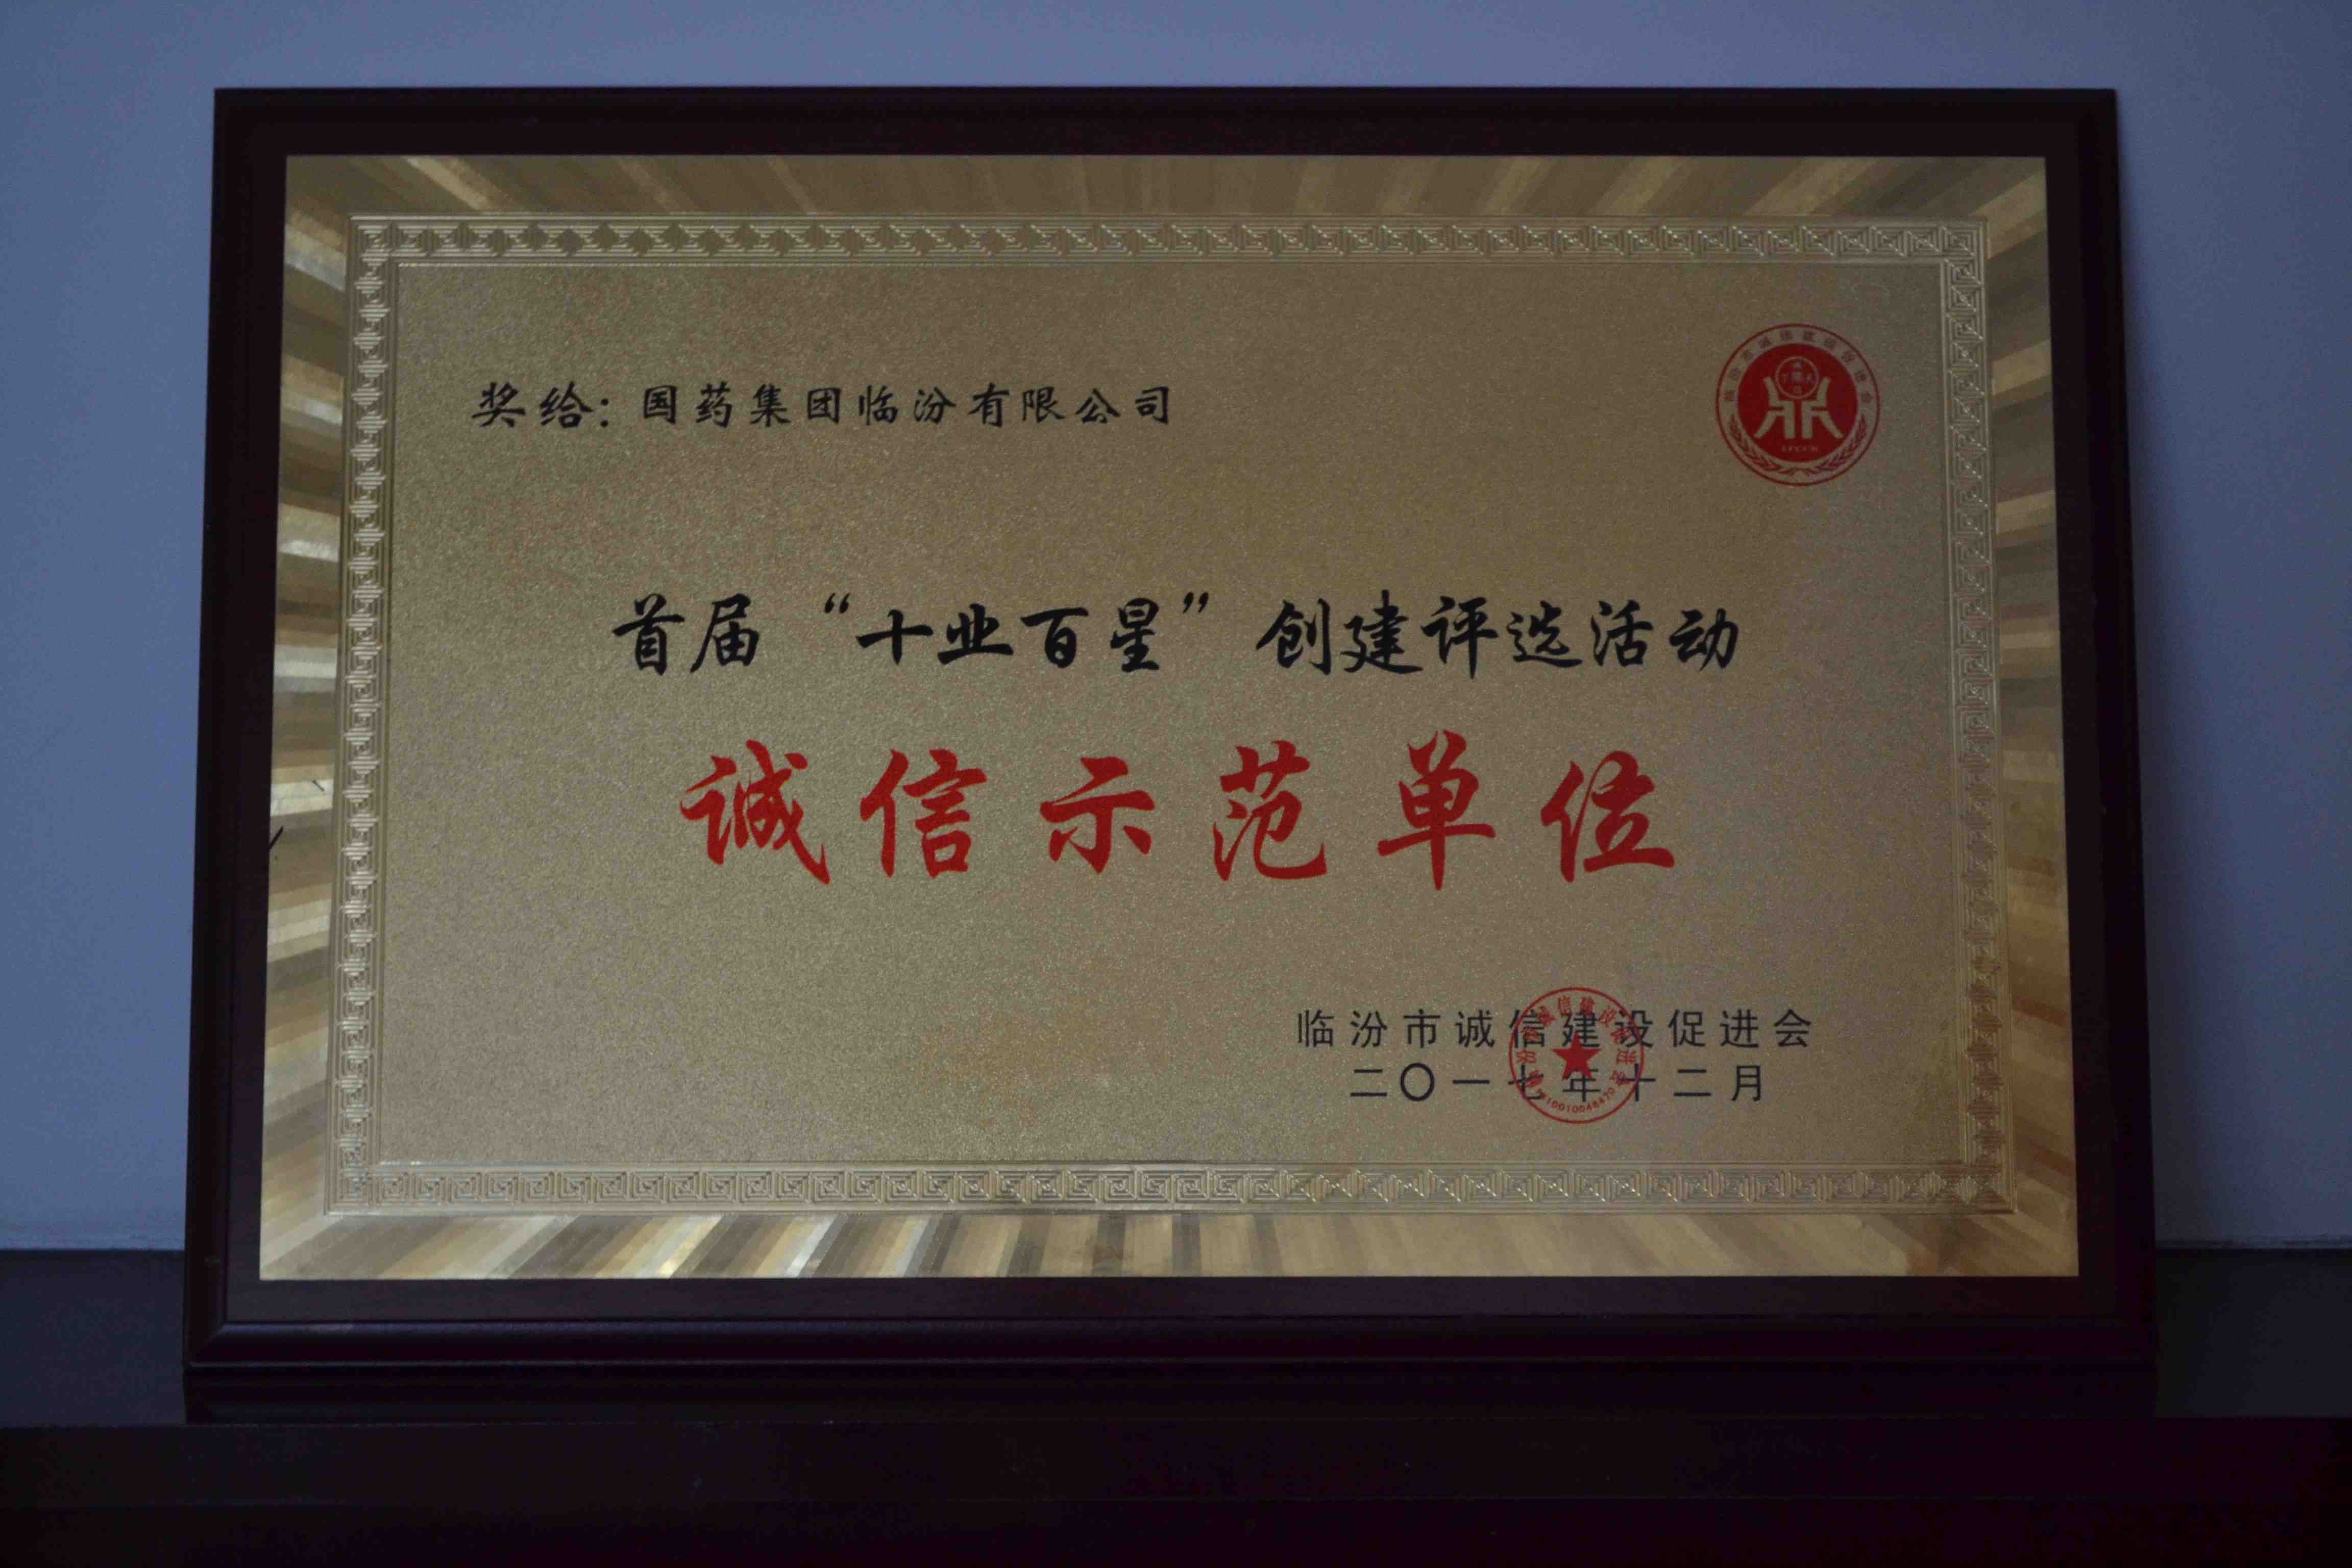 奖给：国药集团临汾有限公司
首届“十业百星”创建评选活动
诚信示范单位
临汾市诚信建设促进会
二〇一七年十二月